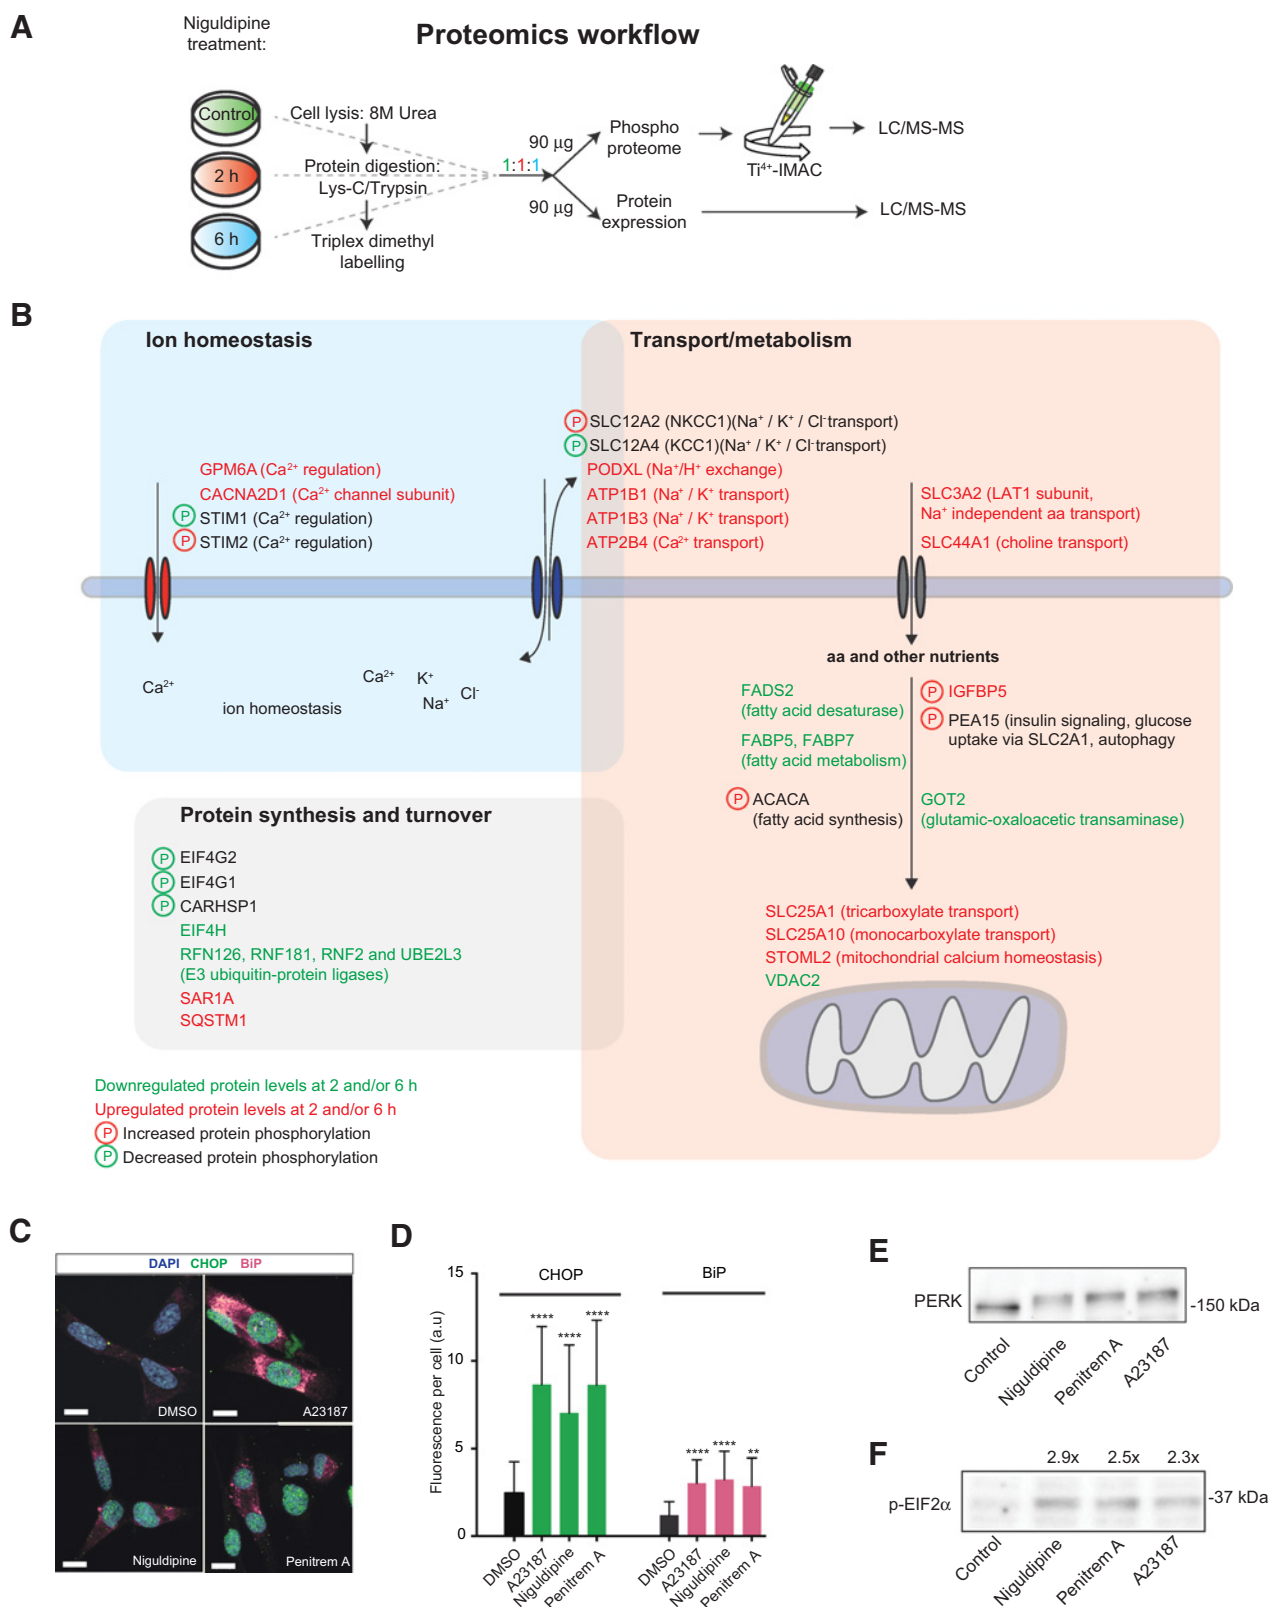 A
Niguldipine
treatment:
Proteomics workflow
Control
2 h
6 h
Cell lysis: 8M Urea
Protein digestion:
Lys-C/Trypsin
Triplex dimethyl
labelling
1:1:1
90 µg
90 µg
Phospho
proteome
Protein
expression
Ti⁴⁺-IMAC
LC/MS-MS
LC/MS-MS
B
Ion homeostasis
Transport/metabolism
P SLC12A2 (NKCC1)(Na⁺ / K⁺ / Cl⁻transport)
P SLC12A4 (KCC1)(Na⁺ / K⁺ / Cl⁻transport)
PODXL (Na⁺/H⁺ exchange)
ATP1B1 (Na⁺ / K⁺ transport)
ATP1B3 (Na⁺ / K⁺ transport)
ATP2B4 (Ca²⁺ transport)
GPM6A (Ca²⁺ regulation)
CACNA2D1 (Ca²⁺ channel subunit)
P STIM1 (Ca²⁺ regulation)
P STIM2 (Ca²⁺ regulation)
SLC3A2 (LAT1 subunit,
Na⁺ independent aa transport)
SLC44A1 (choline transport)
Ca²⁺
ion homeostasis
Ca²⁺
K⁺
Na⁺
Cl⁻
aa and other nutrients
FADS2
(fatty acid desaturase)
FABP5, FABP7
(fatty acid metabolism)
P ACACA
(fatty acid synthesis)
P IGFBP5
P PEA15 (insulin signaling, glucose
uptake via SLC2A1, autophagy
GOT2
(glutamic-oxaloacetic transaminase)
SLC25A1 (tricarboxylate transport)
SLC25A10 (monocarboxylate transport)
STOML2 (mitochondrial calcium homeostasis)
VDAC2
Protein synthesis and turnover
P EIF4G2
P EIF4G1
P CARHSP1
EIF4H
RFN126, RNF181, RNF2 and UBE2L3
(E3 ubiquitin-protein ligases)
SAR1A
SQSTM1
Downregulated protein levels at 2 and/or 6 h
Upregulated protein levels at 2 and/or 6 h
P Increased protein phosphorylation
P Decreased protein phosphorylation
C
DAPI CHOP BiP
DMSO
A23187
Niguldipine
Penitrem A
D
Fluorescence per cell (a.u)
15
10
5
0
CHOP
BiP
**** **** ****
**** **** **
DMSO
A23187
Niguldipine
Penitrem A
DMSO
A23187
Niguldipine
Penitrem A
E
PERK
-150 kDa
Control
Niguldipine
Penitrem A
A23187
F
2.9x 2.5x 2.3x
p-EIF2α
-37 kDa
Control
Niguldipine
Penitrem A
A23187